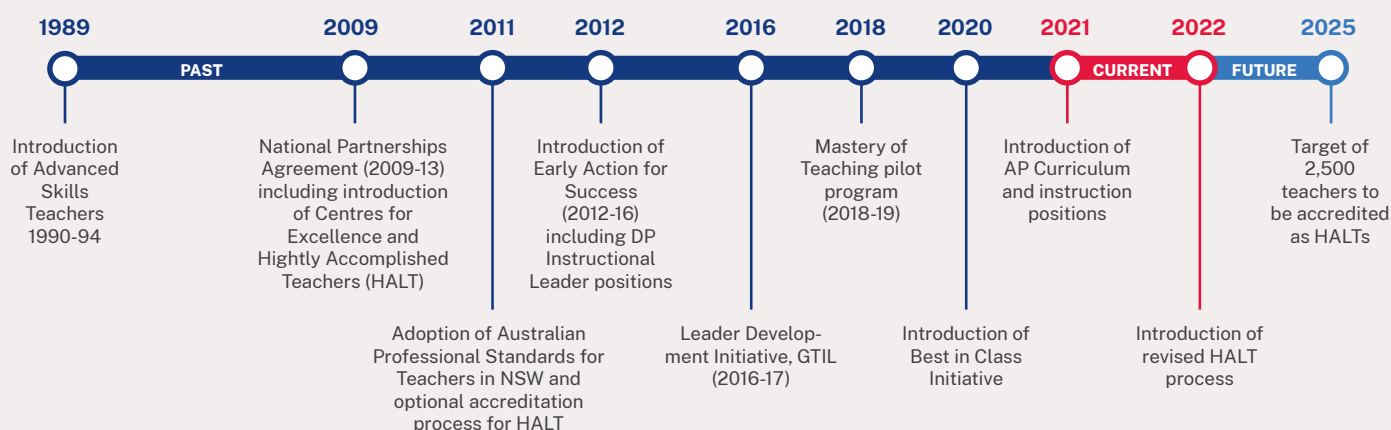 1989
2009
2011
2012
2016
2018
2020
2021
2022
2025
PAST
CURRENT
FUTURE
Introduction
of Advanced
Skills
Teachers
1990-94
National Partnerships
Agreement (2009-13)
including introduction
of Centres for
Excellence and
Hightly Accomplished
Teachers (HALT)
Adoption of Australian
Professional Standards for
Teachers in NSW and
optional accreditation
process for HALT
Introduction of
Early Action for
Success
(2012-16)
including DP
Instructional
Leader positions
Leader Develop-
ment Initiative, GTIL
(2016-17)
Mastery of
Teaching pilot
program
(2018-19)
Introduction of
Best in Class
Initiative
Introduction of
AP Curriculum
and instruction
positions
Introduction of
revised HALT
process
Target of
2,500
teachers to
be accredited
as HALTs